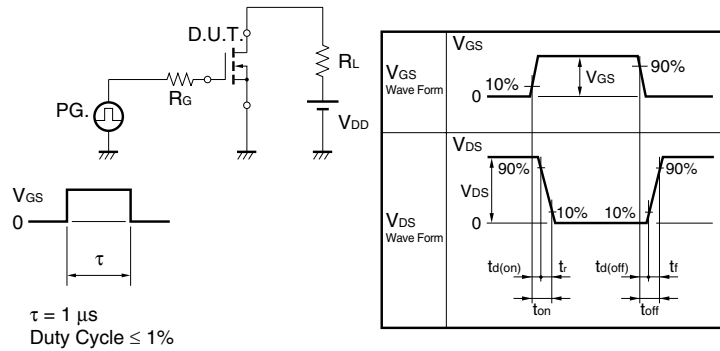 D.U.T.
RL
PG.
RG
VDD
VGS
0
τ
τ = 1 μs
Duty Cycle ≤ 1%
VGS
Wave Form
VGS
10%
VGS
90%
0
VDS
Wave Form
VDS
90%
90%
VDS
10%
10%
0
td(on)
tr
td(off)
tf
ton
toff